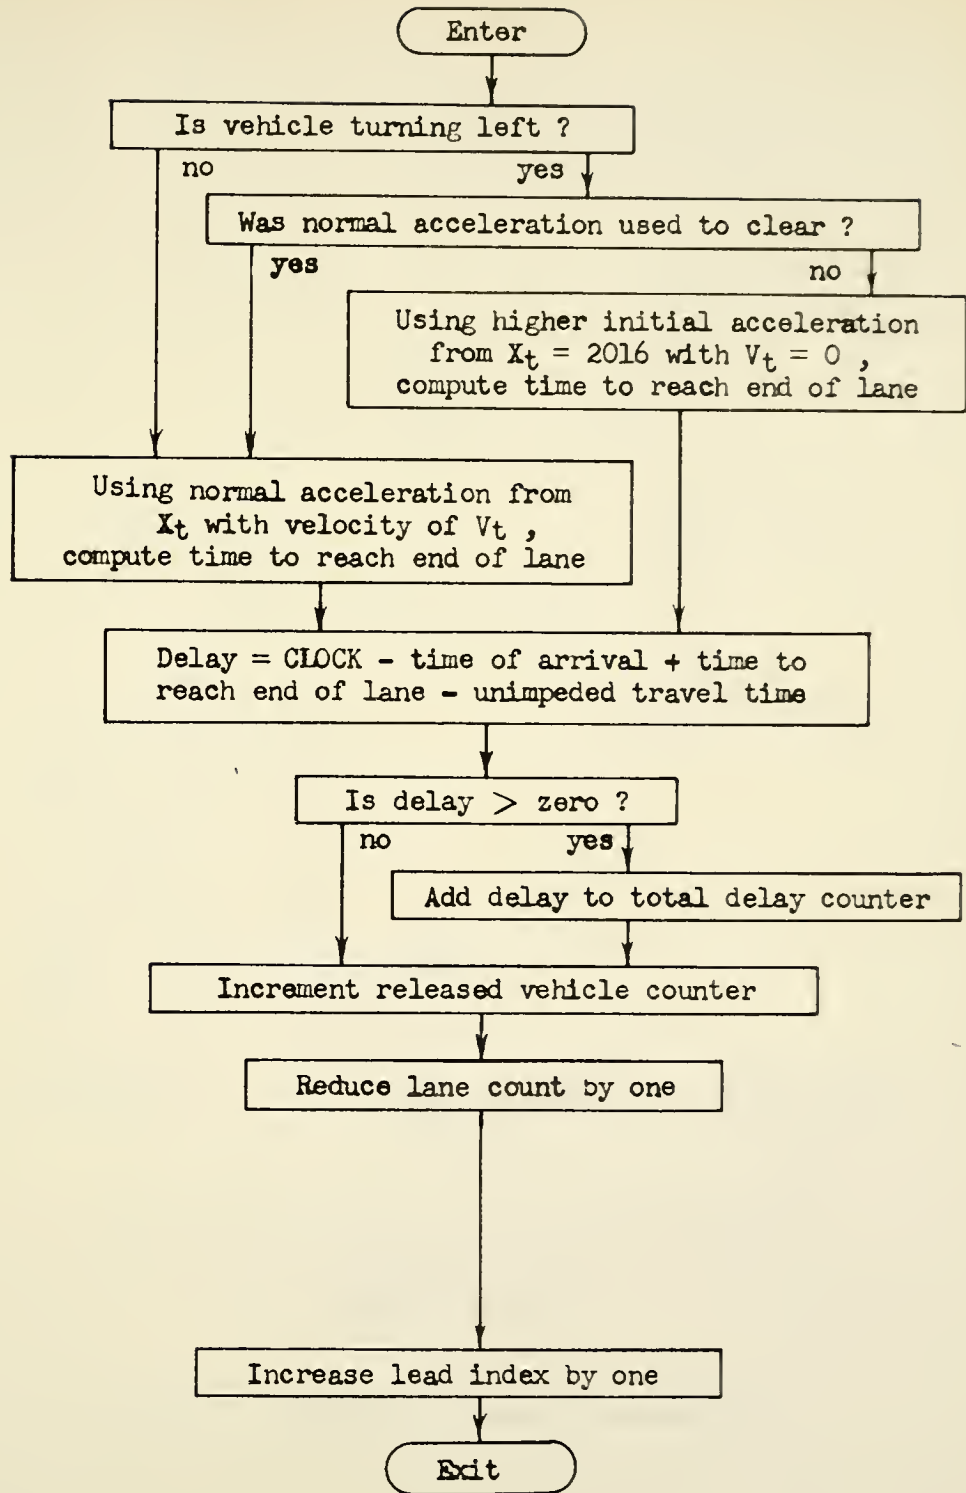 Enter
Is vehicle turning left ?
no
yes
Was normal acceleration used to clear ?
yes
no
Using higher initial acceleration
from Xt = 2016 with Vt = 0 ,
compute time to reach end of lane
Using normal acceleration from
Xt with velocity of Vt ,
compute time to reach end of lane
Delay = CLOCK - time of arrival + time to
reach end of lane - unimpeded travel time
Is delay > zero ?
no
yes
Add delay to total delay counter
Increment released vehicle counter
Reduce lane count by one
Increase lead index by one
Exit